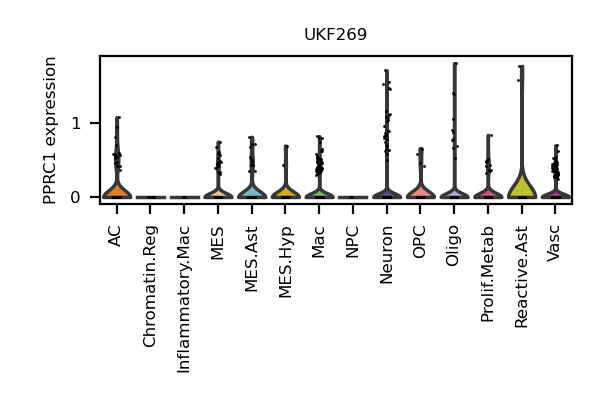 UKF269
PPRC1 expression
1
0
AC
Chromatin.Reg
Inflammatory.Mac
MES
MES.Ast
MES.Hyp
Mac
NPC
Neuron
OPC
Oligo
Prolif.Metab
Reactive.Ast
Vasc